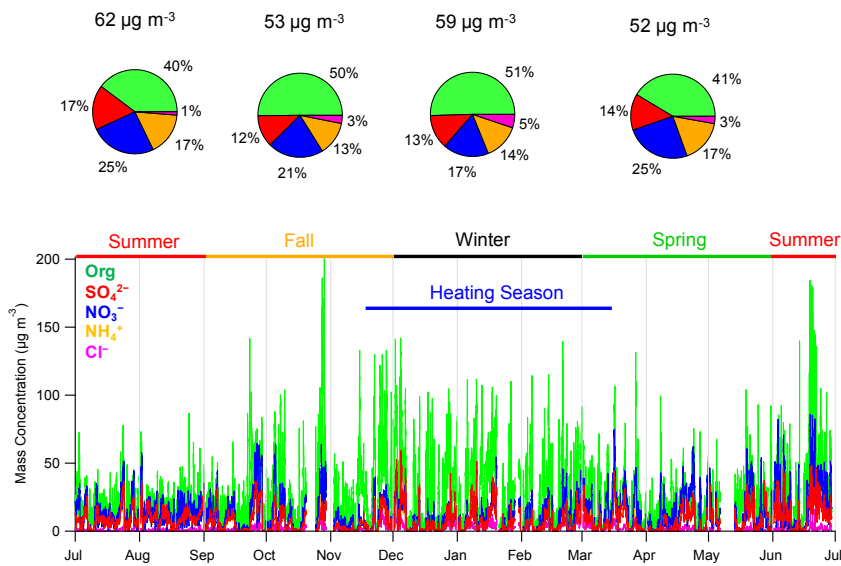 62 µg m⁻³ 53 µg m⁻³ 59 µg m⁻³ 52 µg m⁻³
40% 50% 51% 41%
17% 1% 12% 3% 13% 5% 14% 3%
25% 17% 21% 13% 17% 14% 25% 17%
Summer Fall Winter Spring Summer
Heating Season
Org
SO₄²⁻
NO₃⁻
NH₄⁺
Cl⁻
Mass Concentration (µg m⁻³)
200
150
100
50
0
Jul Aug Sep Oct Nov Dec Jan Feb Mar Apr May Jun Jul